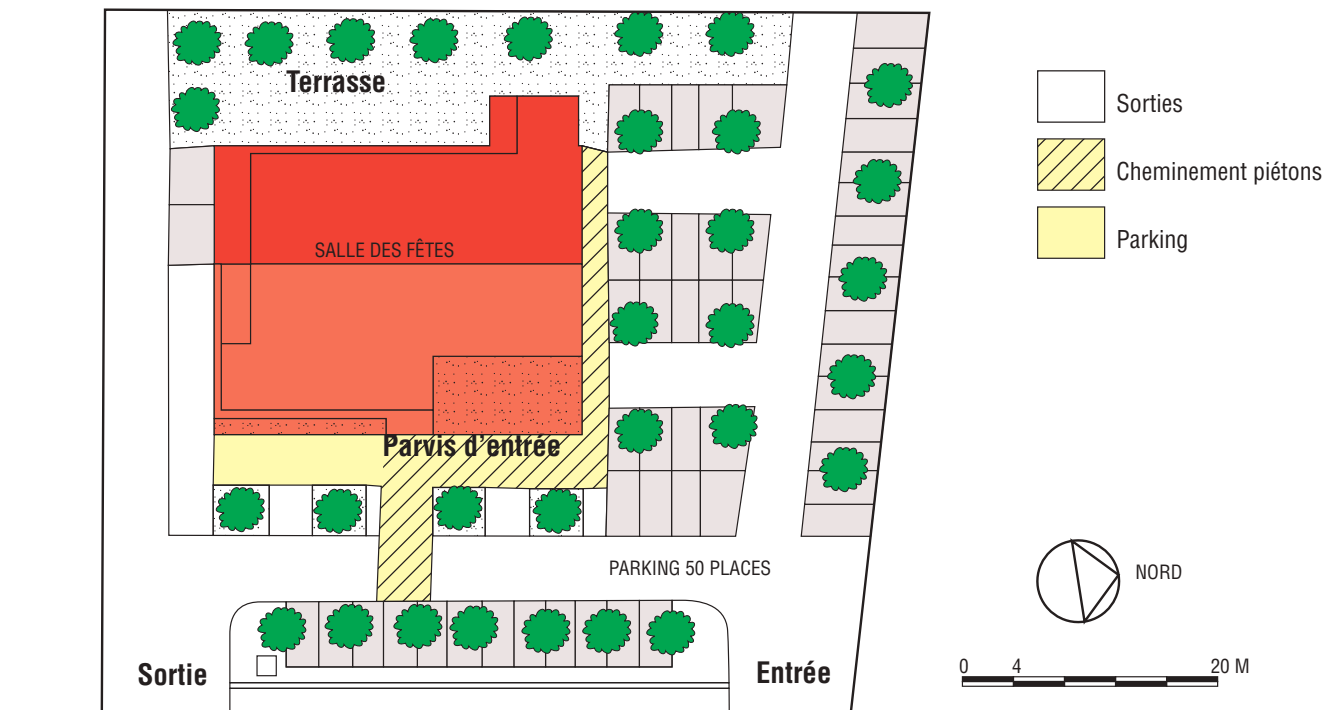 Terrasse
SALLE DES FÊTES
Parvis d'entrée
PARKING 50 PLACES
Sortie
Entrée
Sorties
Cheminement piétons
Parking
NORD
0 4 20 M